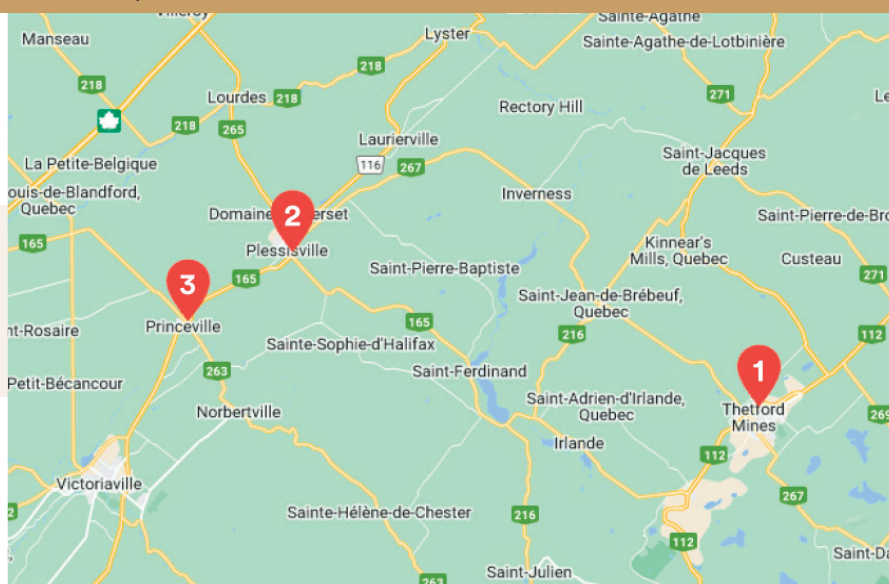 Villeroy
Sainte-Agathe
Manseau
Lyster
Sainte-Agathe-de-Lotbinière
218
218
Lourdes
218
271
218
265
Rectory Hill
Laurierville
116
267
Saint-Jacques
de Leeds
La Petite-Belgique
ouis-de-Blandford,
Quebec
Inverness
Domaine
erset
2
Saint-Pierre-de-Bro
165
Plessisville
Kinnear's
Mills, Quebec
Custeau
Saint-Pierre-Baptiste
271
3
165
Saint-Jean-de-Brébeuf,
Quebec
nt-Rosaire
Princeville
165
216
112
Sainte-Sophie-d'Halifax
263
Saint-Ferdinand
1
Petit-Bécancour
Norbertville
Saint-Adrien-d'Irlande,
Quebec
Thetford
Mines
269
Irlande
112
Victoriaville
267
Sainte-Hélène-de-Chester
216
112
Saint-Da
Saint-Julien
263